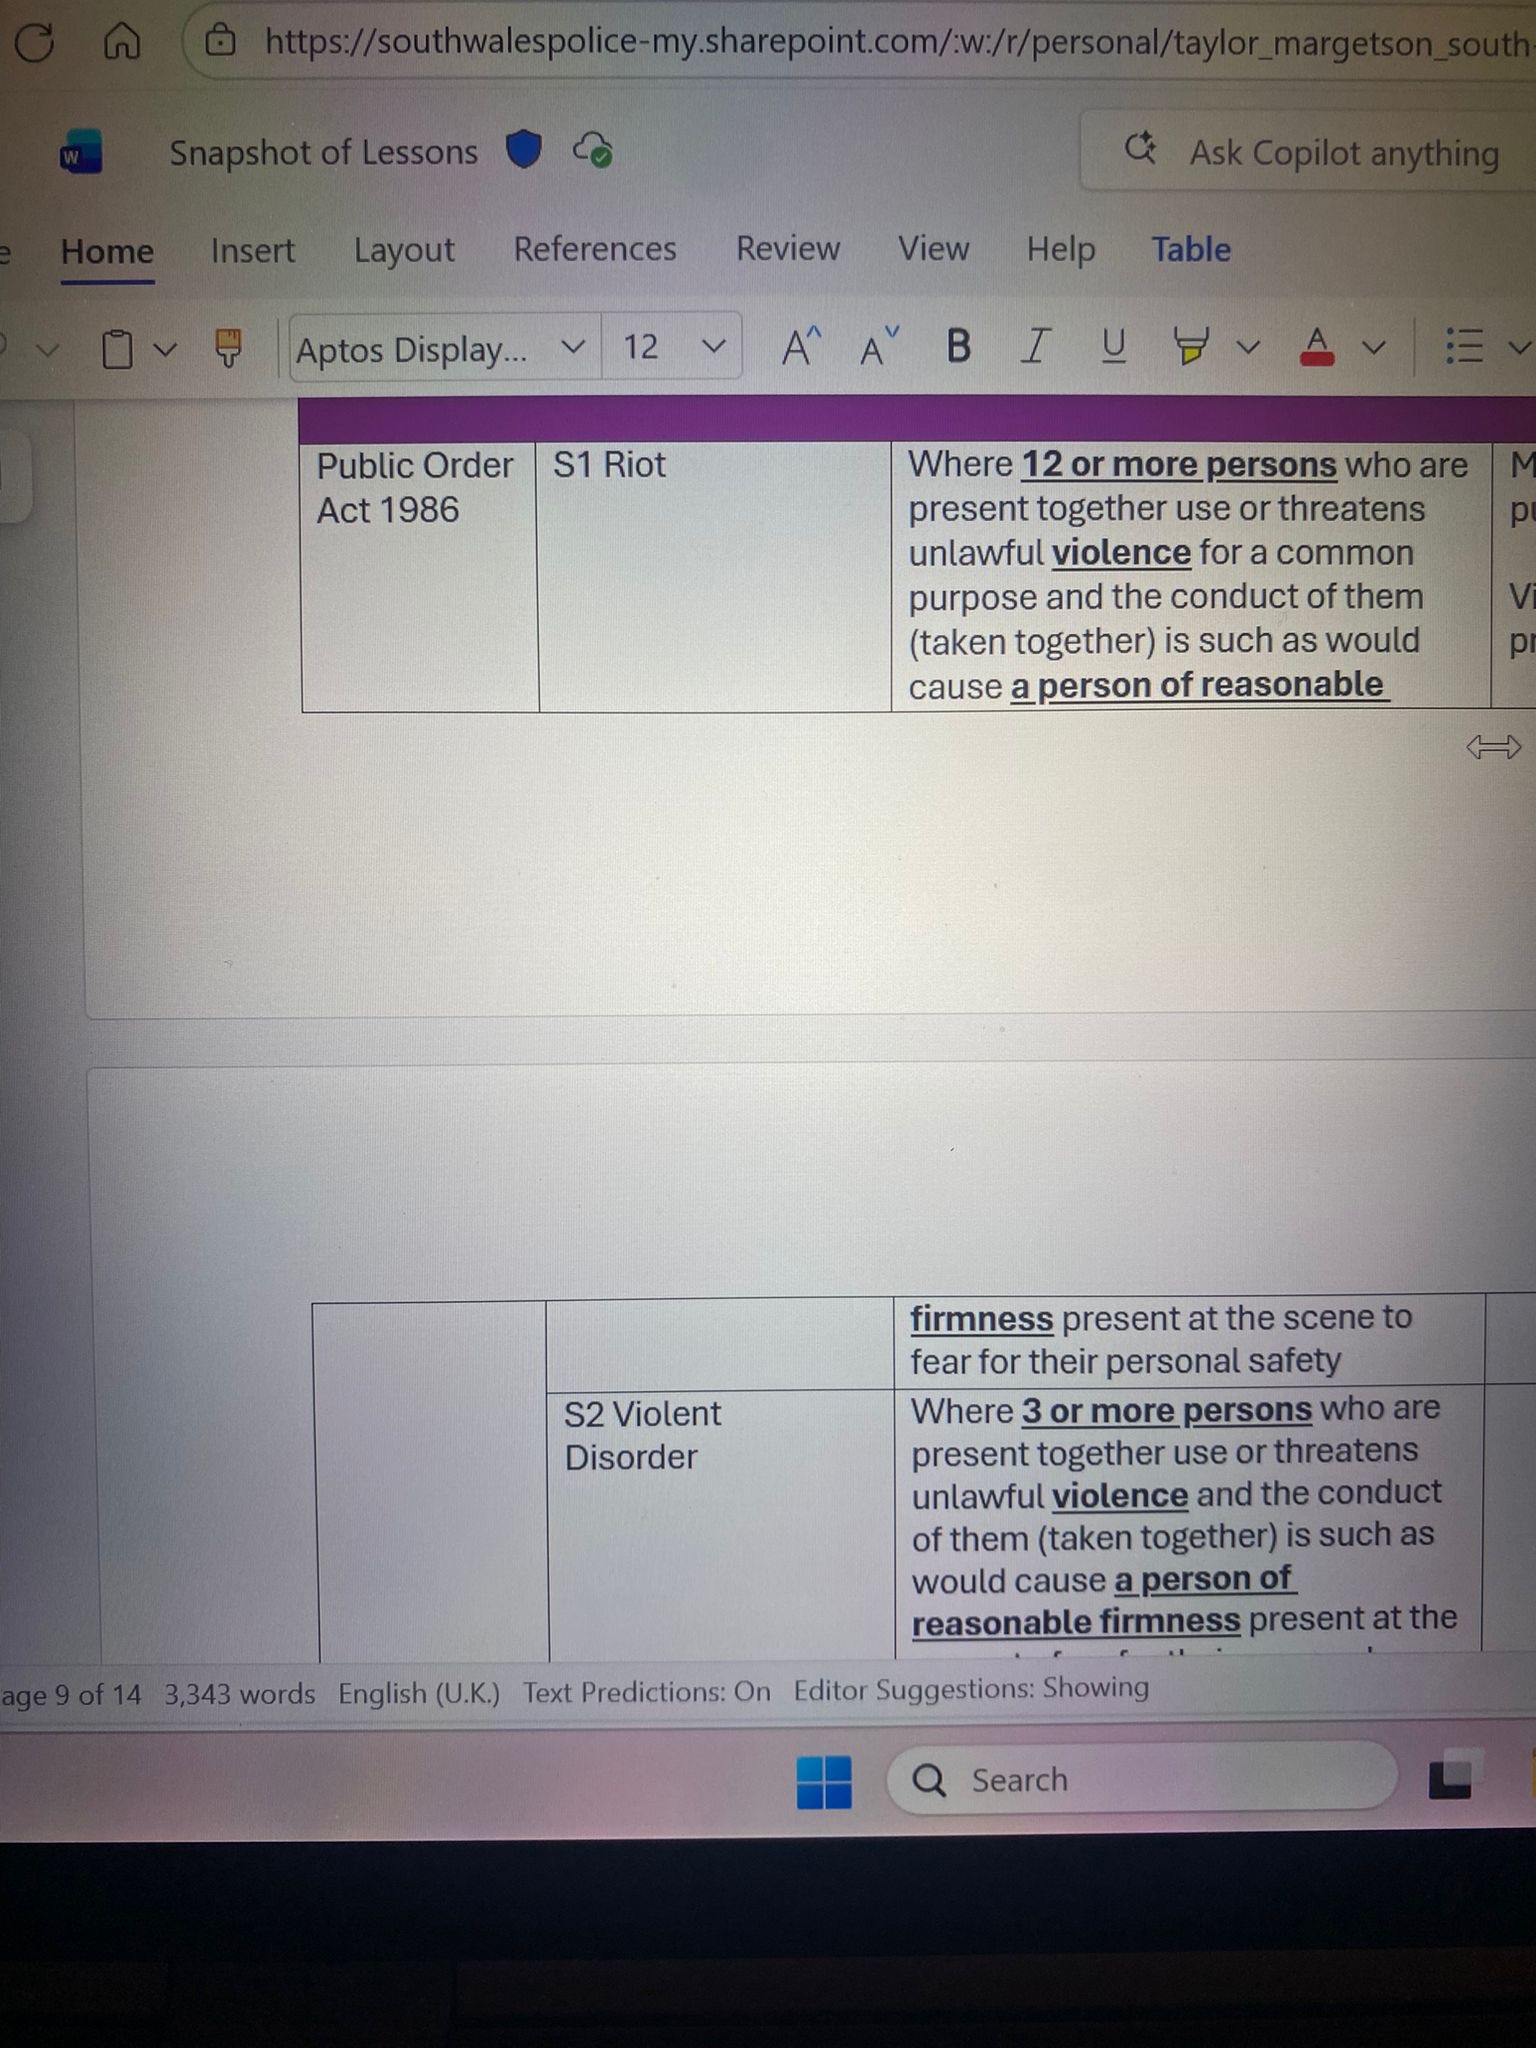 https://southwalespolice-my.sharepoint.com/:w:/r/personal/taylor_margetson_south-
W
Snapshot of Lessons
Ask Copilot anything
e Home Insert Layout References Review View Help Table
Aptos Display... 12 A A B I U A
Public Order
Act 1986
S1 Riot
Where 12 or more persons who are
present together use or threatens
unlawful violence for a common
purpose and the conduct of them
(taken together) is such as would
cause a person of reasonable
M
pu
Vi
pr
firmness present at the scene to
fear for their personal safety
S2 Violent
Disorder
Where 3 or more persons who are
present together use or threatens
unlawful violence and the conduct
of them (taken together) is such as
would cause a person of
reasonable firmness present at the
age 9 of 14 3,343 words English (U.K.) Text Predictions: On Editor Suggestions: Showing
Search